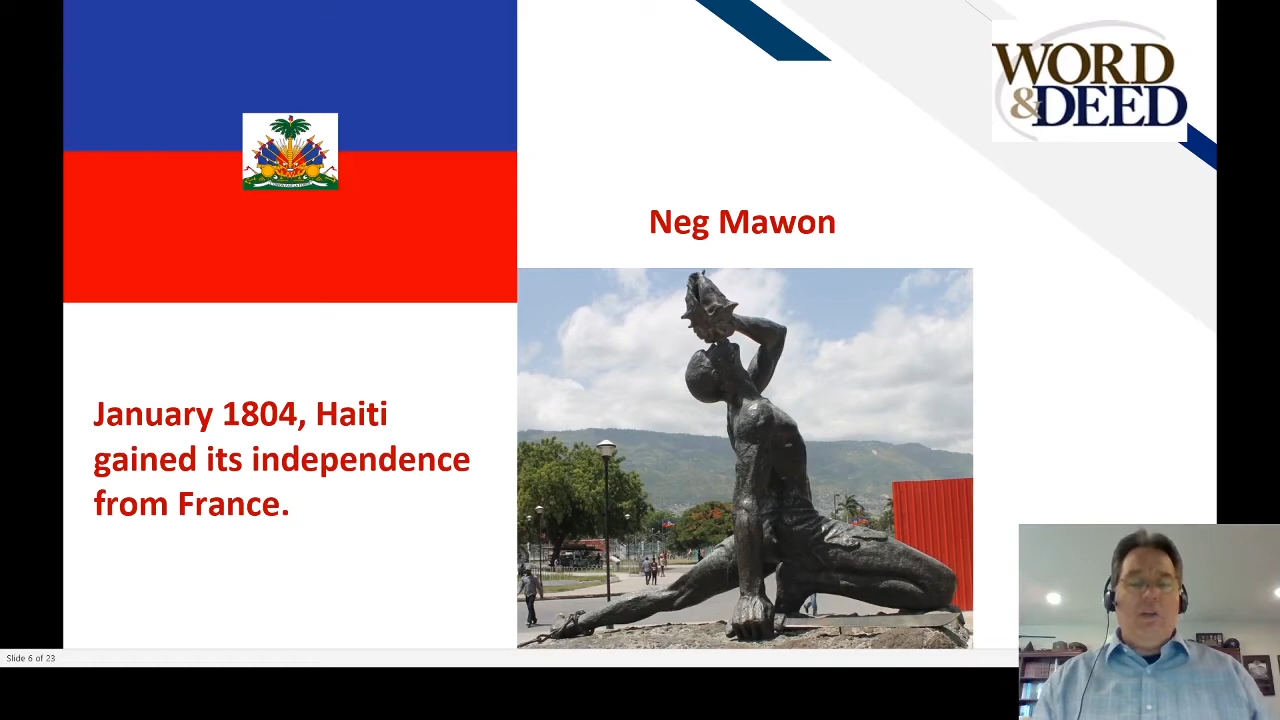 WORD
&DEED
Neg Mawon
January 1804, Haiti
gained its independence
from France.
Slide 6 of 23